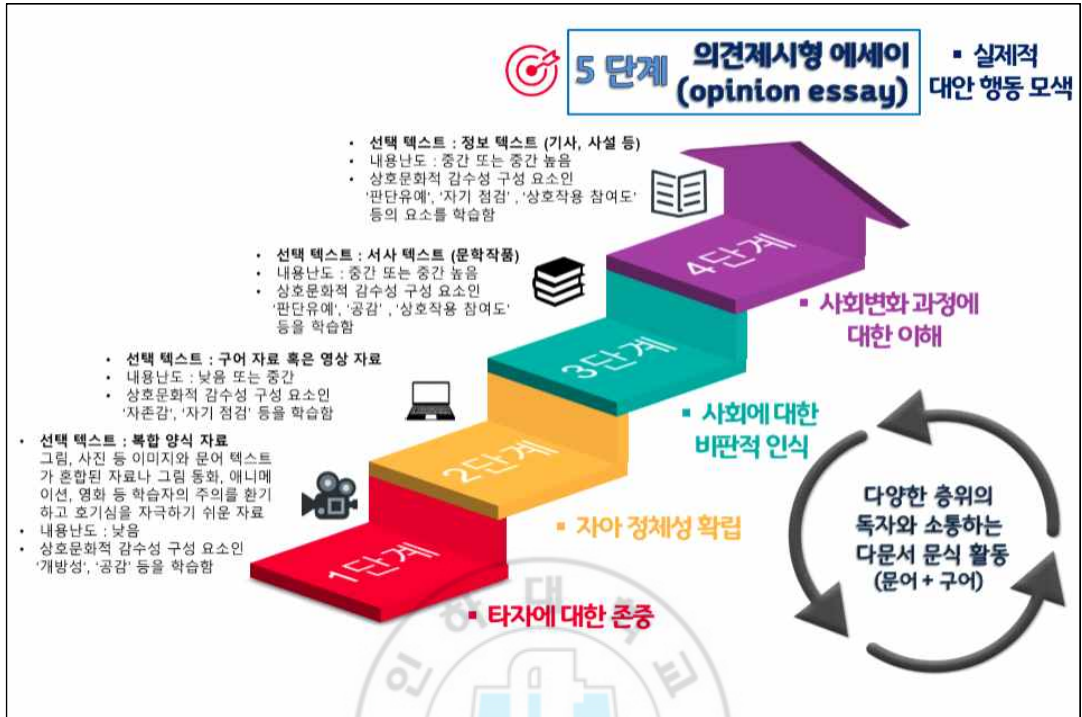 5 단계 의견제시형 에세이
(opinion essay)
▪ 실제적
대안 행동 모색
• 선택 텍스트 : 정보 텍스트 (기사, 사설 등)
• 내용난도 : 중간 또는 중간 높음
• 상호문화적 감수성 구성 요소인
'판단유예', '자기 점검' , '상호작용 참여도'
등의 요소를 학습함
4단계
▪ 사회변화 과정에
대한 이해
• 선택 텍스트 : 서사 텍스트 (문학작품)
• 내용난도 : 중간 또는 중간 높음
• 상호문화적 감수성 구성 요소인
'판단유예', '공감' , '상호작용 참여도'
등을 학습함
3단계
▪ 사회에 대한
비판적 인식
• 선택 텍스트 : 구어 자료 혹은 영상 자료
• 내용난도 : 낮음 또는 중간
• 상호문화적 감수성 구성 요소인
'자존감', '자기 점검' 등을 학습함
2단계
▪ 자아 정체성 확립
• 선택 텍스트 : 복합 양식 자료
그림, 사진 등 이미지와 문어 텍스트
가 혼합된 자료나 그림 동화, 애니메
이션, 영화 등 학습자의 주의를 환기
하고 호기심을 자극하기 쉬운 자료
• 내용난도 : 낮음
• 상호문화적 감수성 구성 요소인
'개방성', '공감' 등을 학습함
1단계
▪ 타자에 대한 존중
다양한 층위의
독자와 소통하는
다문서 문식 활동
(문어 + 구어)
인하대학교